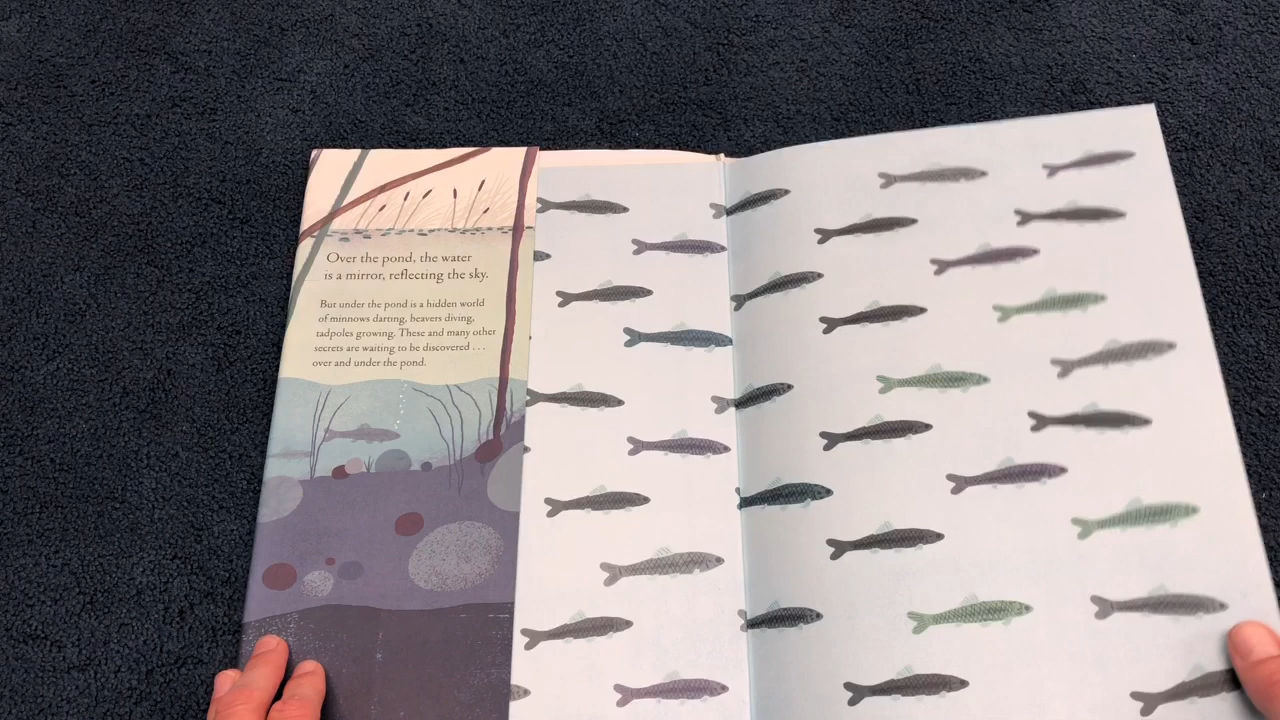 Over the pond, the water
is a mirror, reflecting the sky.
But under the pond is a hidden world
of minnows darting, beavers diving,
tadpoles growing. These and many other
secrets are waiting to be discovered . . .
over and under the pond.